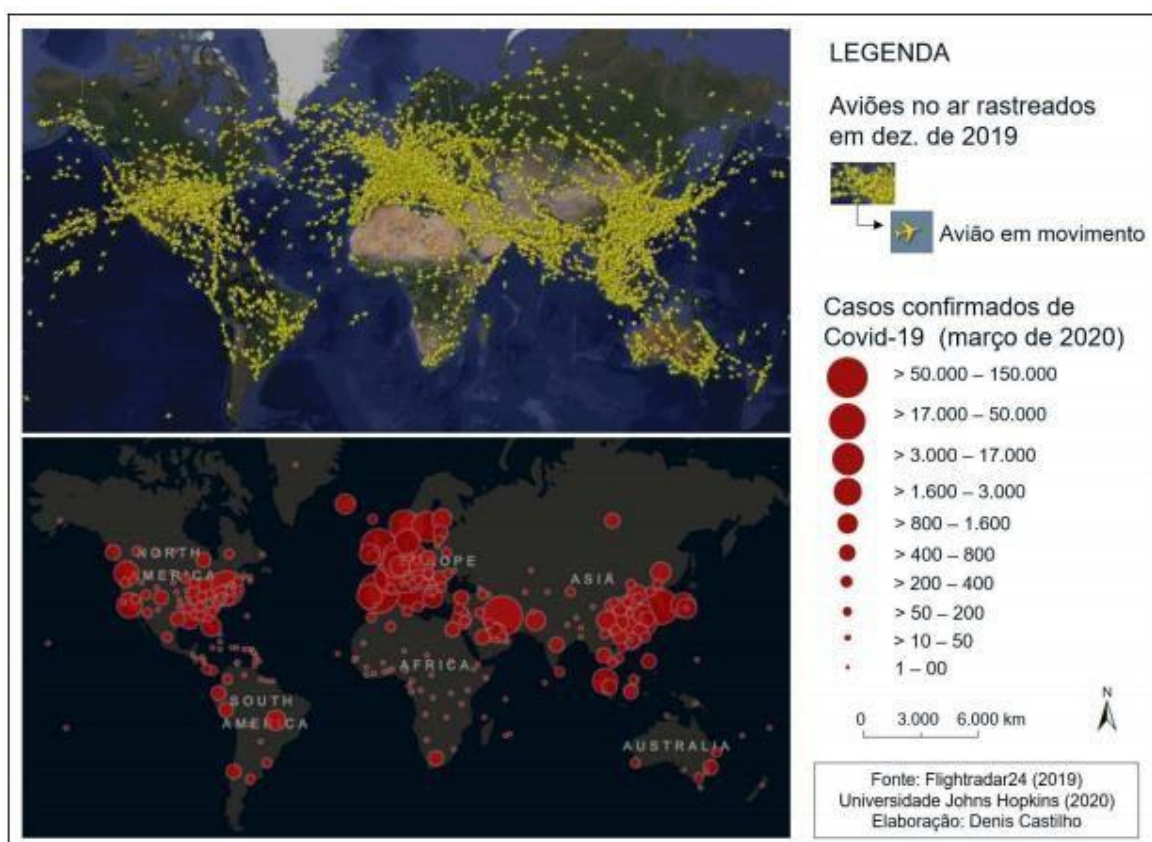 LEGENDA
Aviões no ar rastreados
em dez. de 2019
Avião em movimento
Casos confirmados de
Covid-19 (março de 2020)
> 50.000 – 150.000
> 17.000 – 50.000
> 3.000 – 17.000
> 1.600 – 3.000
> 800 – 1.600
> 400 – 800
> 200 – 400
> 50 – 200
> 10 – 50
1 – 00
N
0 3.000 6.000 km
Fonte: Flightradar24 (2019)
Universidade Johns Hopkins (2020)
Elaboração: Denis Castilho
NORTH
MERICA
OPE
ASIA
AFRICA
SOUTH
AMERICA
AUSTRALIA